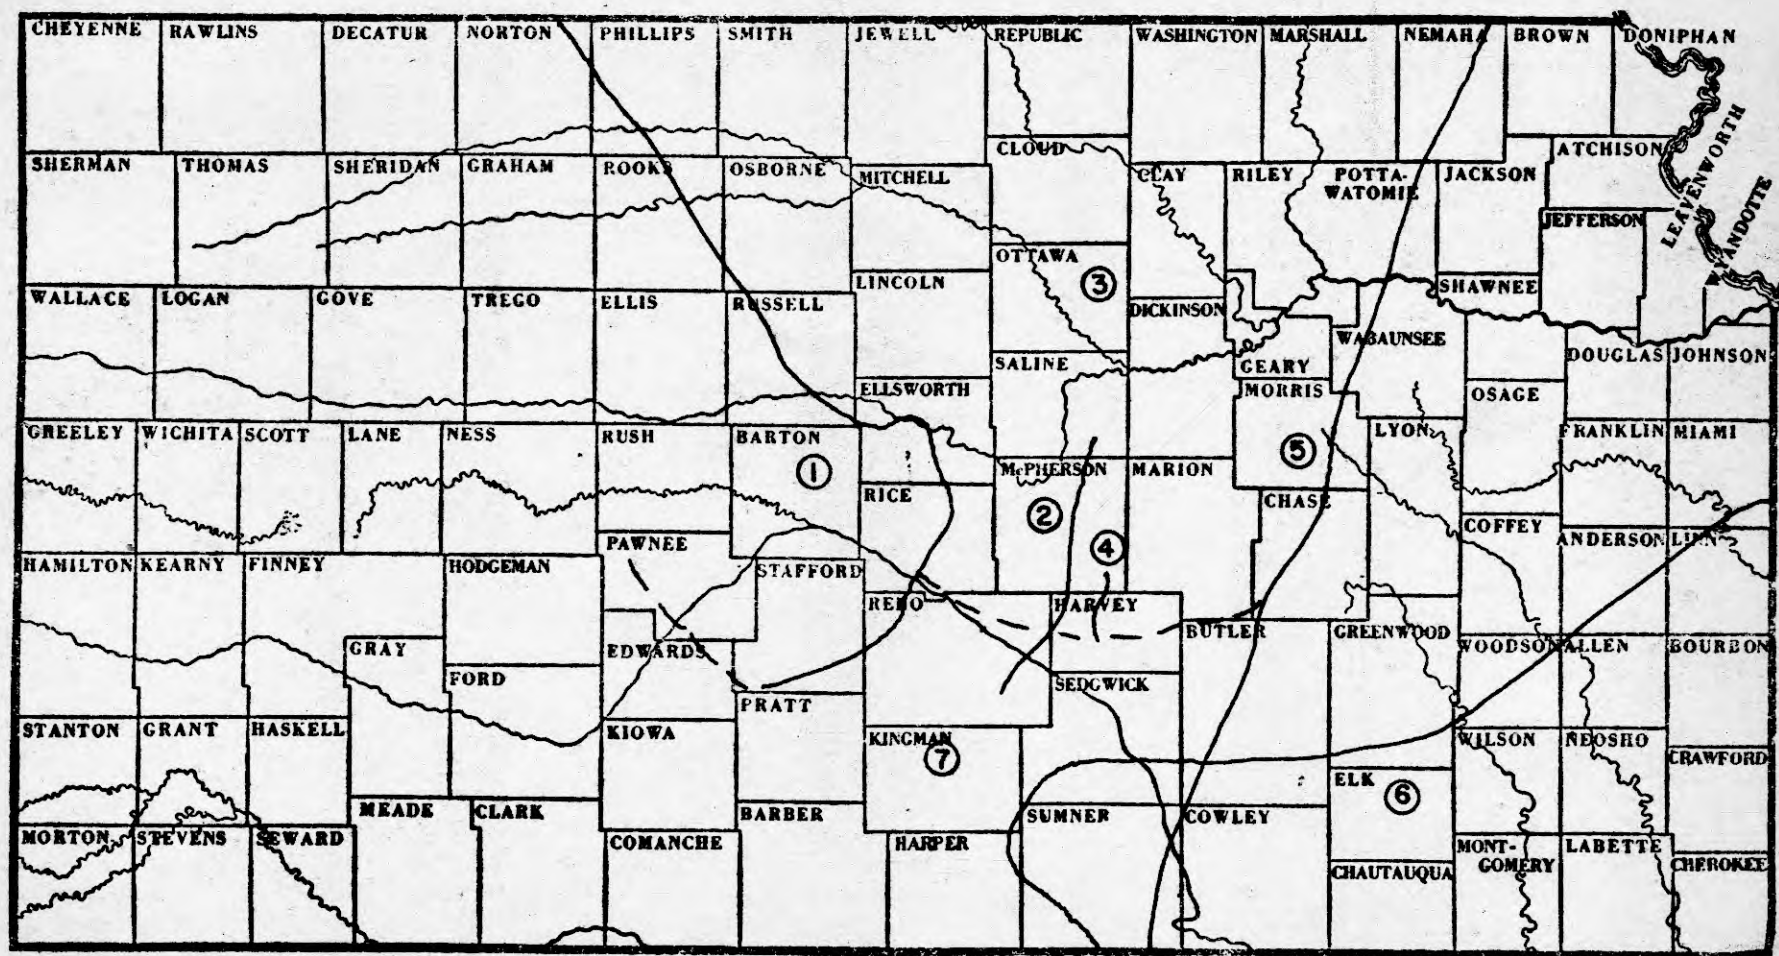 CHEYENNE RAWLINS DECATUR NORTON PHILLIPS SMITH JEWELL REPUBLIC WASHINGTON MARSHALL NEMAHA BROWN DONIPHAN
SHERMAN THOMAS SHERIDAN GRAHAM ROOKS OSBORNE MITCHELL CLOUD CLAY RILEY POTTA-
WATOMIE JACKSON ATCHISON
JEFFERSON LEAVENWORTH WYANDOTTE
WALLACE LOGAN GOVE TREGO ELLIS RUSSELL LINCOLN OTTAWA 3 DICKINSON SHAWNEE
GEARY WABAUNSEE DOUGLAS JOHNSON
ELLSWORTH SALINE MORRIS OSAGE
GREELEY WICHITA SCOTT LANE NESS RUSH BARTON 1 RICE McPHERSON 2 MARION 5 LYON FRANKLIN MIAMI
CHASE COFFEY ANDERSON LINN
HAMILTON KEARNY FINNEY HODGEMAN PAWNEE STAFFORD 4
RENO HARVEY BUTLER GREENWOOD WOODSON ALLEN BOURBON
GRAY FORD EDWARDS SEDGWICK
STANTON GRANT HASKELL KIOWA PRATT KINGMAN 7 WILSON NEOSHO CRAWFORD
ELK 6
MORTON STEVENS SEWARD MEADE CLARK COMANCHE BARBER HARPER SUMNER COWLEY
CHAUTAUQUA MONT-
GOMERY LABETTE CHEROKEE